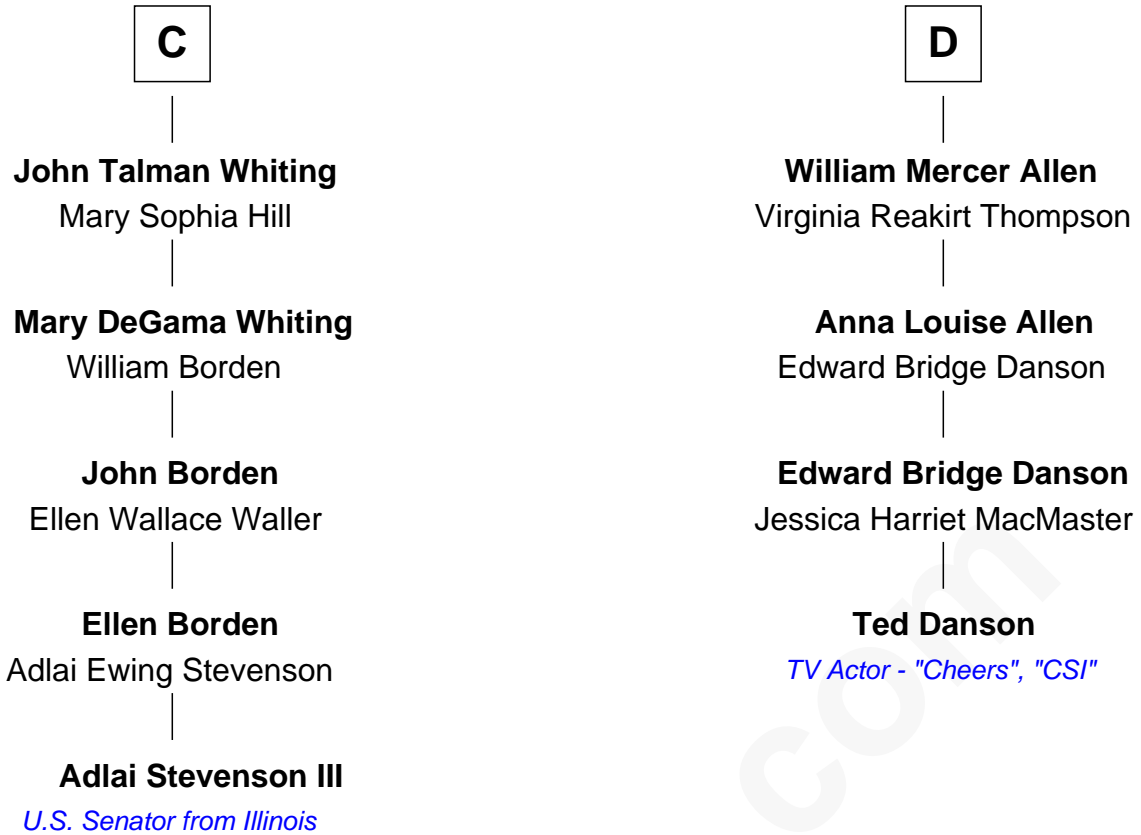 C
John Talman Whiting
Mary Sophia Hill
Mary DeGama Whiting
William Borden
John Borden
Ellen Wallace Waller
Ellen Borden
Adlai Ewing Stevenson
Adlai Stevenson III
U.S. Senator from Illinois
D
William Mercer Allen
Virginia Reakirt Thompson
Anna Louise Allen
Edward Bridge Danson
Edward Bridge Danson
Jessica Harriet MacMaster
Ted Danson
TV Actor - "Cheers", "CSI"
com